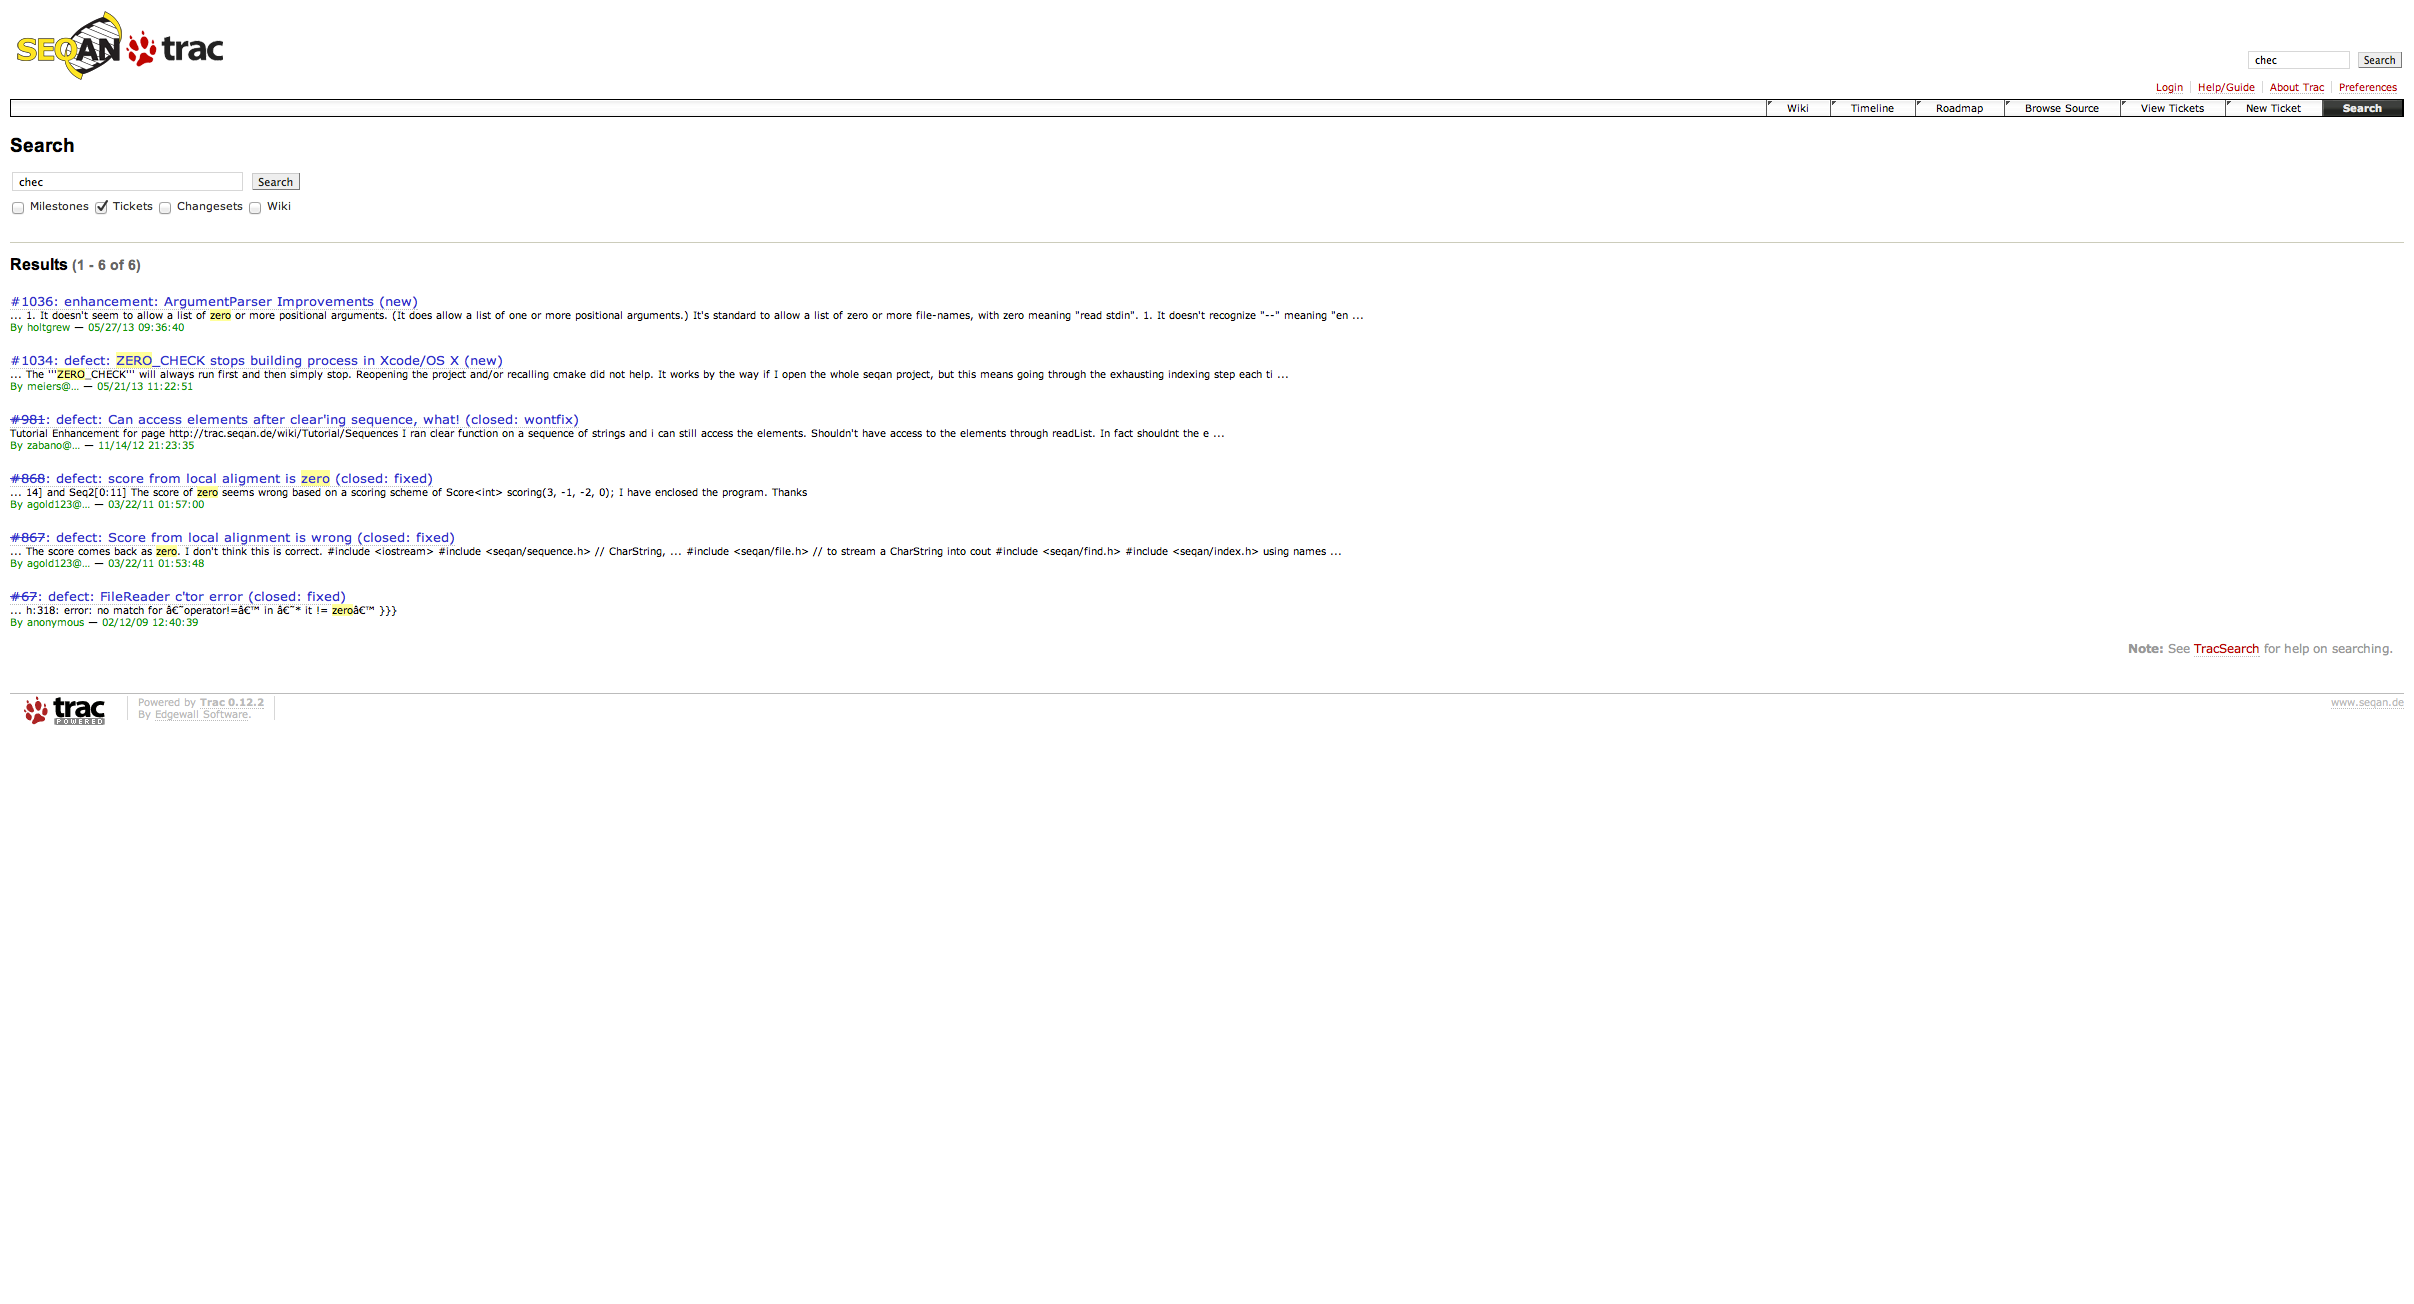 SEQAN trac
chec Search
Login Help/Guide About Trac Preferences
Wiki Timeline Roadmap Browse Source View Tickets New Ticket Search
Search
chec Search
Milestones Tickets Changesets Wiki
Results (1 - 6 of 6)
#1036: enhancement: ArgumentParser Improvements (new)
... 1. It doesn't seem to allow a list of zero or more positional arguments. (It does allow a list of one or more positional arguments.) It's standard to allow a list of zero or more file-names, with zero meaning "read stdin". 1. It doesn't recognize "--" meaning "en ...
By holtgrew — 05/27/13 09:36:40
#1034: defect: ZERO_CHECK stops building process in Xcode/OS X (new)
... The '''ZERO_CHECK''' will always run first and then simply stop. Reopening the project and/or recalling cmake did not help. It works by the way if I open the whole seqan project, but this means going through the exhausting indexing step each ti ...
By meiers@... — 05/21/13 11:22:51
#981: defect: Can access elements after clear'ing sequence, what! (closed: wontfix)
Tutorial Enhancement for page http://trac.seqan.de/wiki/Tutorial/Sequences I ran clear function on a sequence of strings and i can still access the elements. Shouldn't have access to the elements through readList. In fact shouldnt the e ...
By zabano@... — 11/14/12 21:23:35
#868: defect: score from local aligment is zero (closed: fixed)
... 14] and Seq2[0:11] The score of zero seems wrong based on a scoring scheme of Score<int> scoring(3, -1, -2, 0); I have enclosed the program. Thanks
By agold123@... — 03/22/11 01:57:00
#867: defect: Score from local alignment is wrong (closed: fixed)
... The score comes back as zero. I don't think this is correct. #include <iostream> #include <seqan/sequence.h> // CharString, ... #include <seqan/file.h> // to stream a CharString into cout #include <seqan/find.h> #include <seqan/index.h> using names ...
By agold123@... — 03/22/11 01:53:48
#67: defect: FileReader c'tor error (closed: fixed)
... h:318: error: no match for â€˜operator!=â€™ in â€˜* it != zeroâ€™ }}}
By anonymous — 02/12/09 12:40:39
Note: See TracSearch for help on searching.
trac POWERED
Powered by Trac 0.12.2
By Edgewall Software.
www.seqan.de